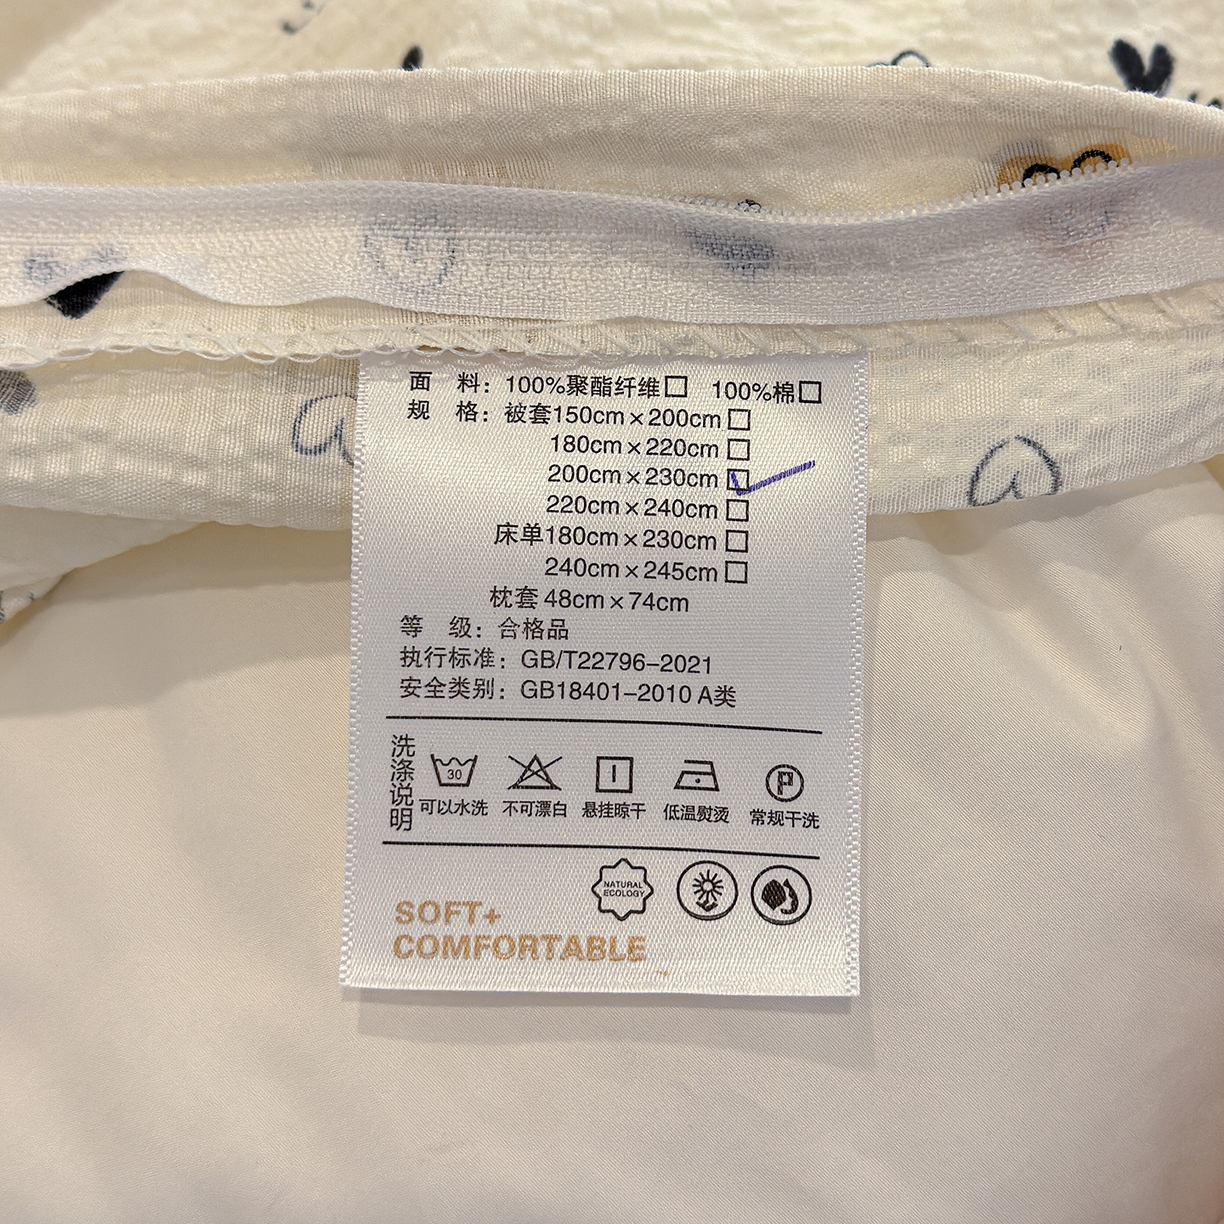 面 料：100%聚酯纤维□ 100%棉□
规 格：被套150cm×200cm□
180cm×220cm□
200cm×230cm☑
220cm×240cm□
床单180cm×230cm□
240cm×245cm□
枕套 48cm×74cm
等 级：合格品
执行标准：GB/T22796-2021
安全类别：GB18401-2010 A类
洗涤说明
30
可以水洗 不可漂白 悬挂晾干 低温熨烫 常规干洗
P
NATURAL
ECOLOGY
SOFT+
COMFORTABLE